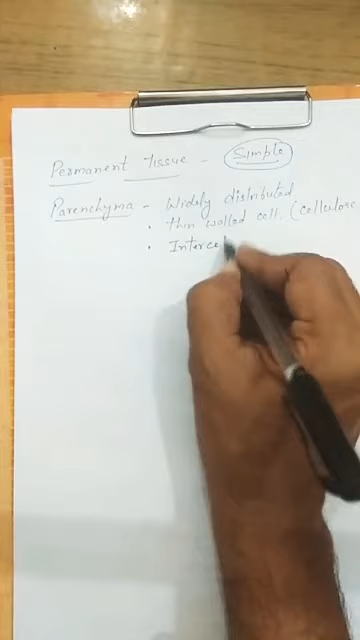 Permanent Tissue - Simple
Parenchyma - Widely distributed
• thin walled cell. (cellulose
• Intercel